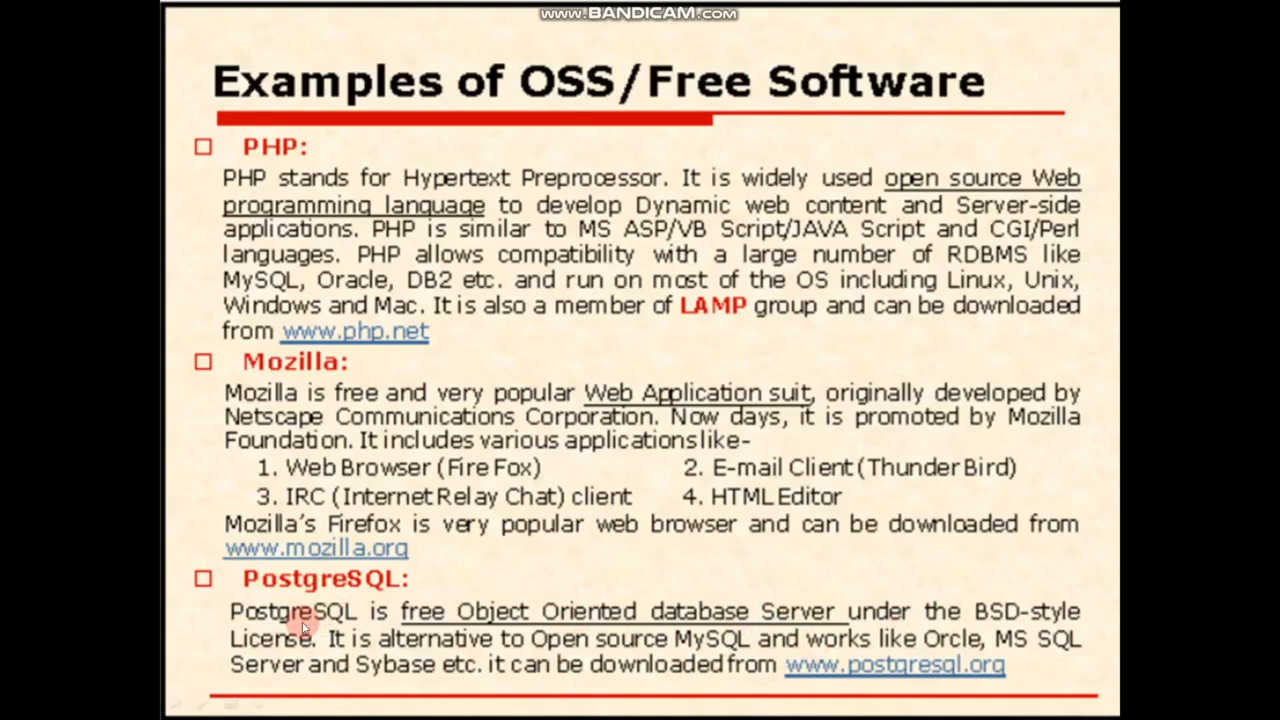 www.BANDICAM.com
Examples of OSS/Free Software
PHP:
PHP stands for Hypertext Preprocessor. It is widely used open source Web
programming language to develop Dynamic web content and Server-side
applications. PHP is similar to MS ASP/VB Script/JAVA Script and CGI/Perl
languages. PHP allows compatibility with a large number of RDBMS like
MySQL, Oracle, DB2 etc. and run on most of the OS including Linux, Unix,
Windows and Mac. It is also a member of LAMP group and can be downloaded
from www.php.net
Mozilla:
Mozilla is free and very popular Web Application suit, originally developed by
Netscape Communications Corporation. Now days, it is promoted by Mozilla
Foundation. It includes various applications like-
1. Web Browser (Fire Fox) 2. E-mail Client (Thunder Bird)
3. IRC (Internet Relay Chat) client 4. HTML Editor
Mozilla's Firefox is very popular web browser and can be downloaded from
www.mozilla.org
PostgreSQL:
PostgreSQL is free Object Oriented database Server under the BSD-style
License. It is alternative to Open source MySQL and works like Orcle, MS SQL
Server and Sybase etc. it can be downloaded from www.postgresql.org